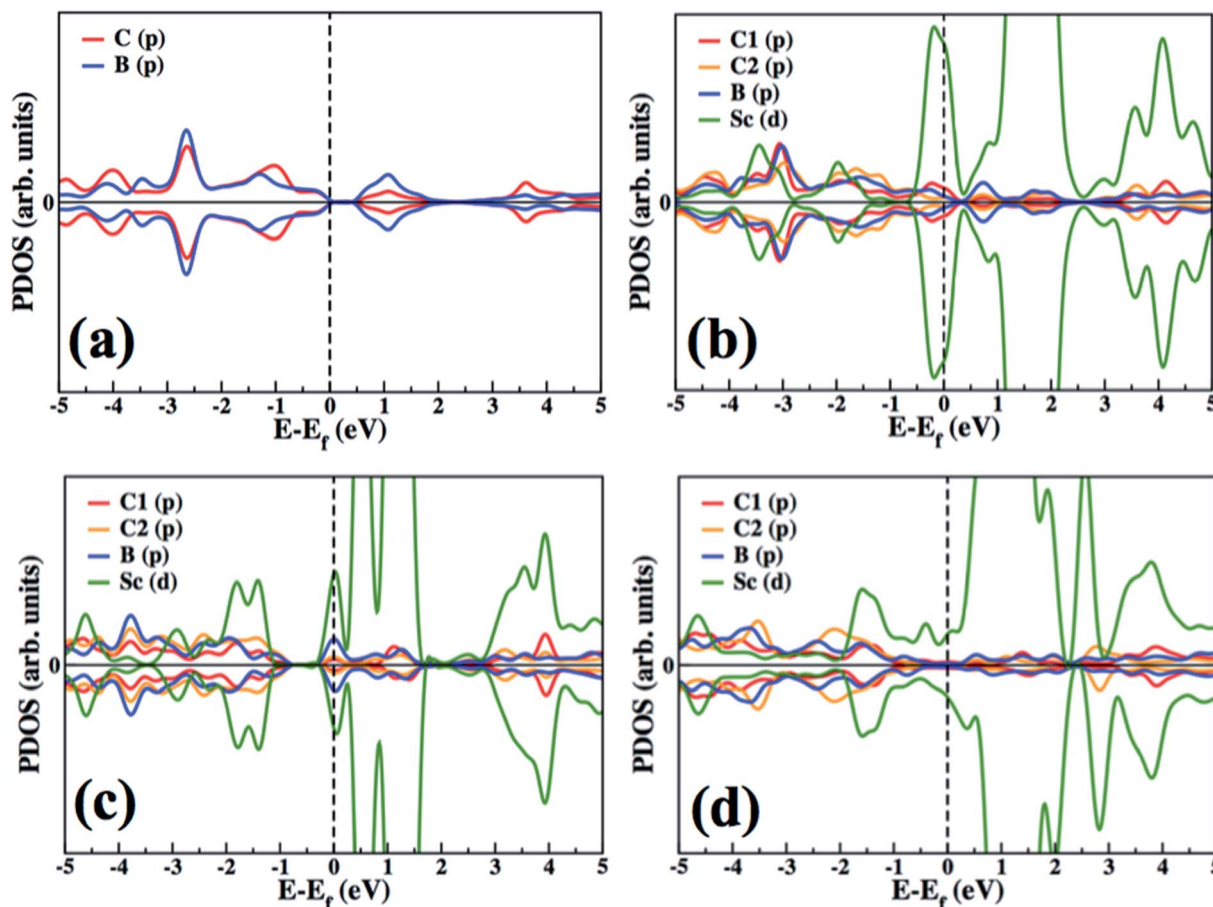 C (p)
B (p)
PDOS (arb. units)
0
(a)
-5 -4 -3 -2 -1 0 1 2 3 4 5
E-Ef (eV)
C1 (p)
C2 (p)
B (p)
Sc (d)
PDOS (arb. units)
0
(b)
-5 -4 -3 -2 -1 0 1 2 3 4 5
E-Ef (eV)
C1 (p)
C2 (p)
B (p)
Sc (d)
PDOS (arb. units)
0
(c)
-5 -4 -3 -2 -1 0 1 2 3 4 5
E-Ef (eV)
C1 (p)
C2 (p)
B (p)
Sc (d)
PDOS (arb. units)
0
(d)
-5 -4 -3 -2 -1 0 1 2 3 4 5
E-Ef (eV)